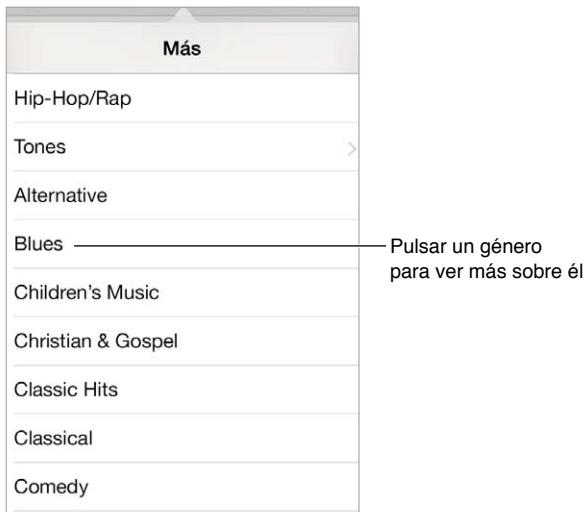 Más
Hip-Hop/Rap
Tones
Alternative
Blues
Pulsar un género
para ver más sobre él
Children's Music
Christian & Gospel
Classic Hits
Classical
Comedy